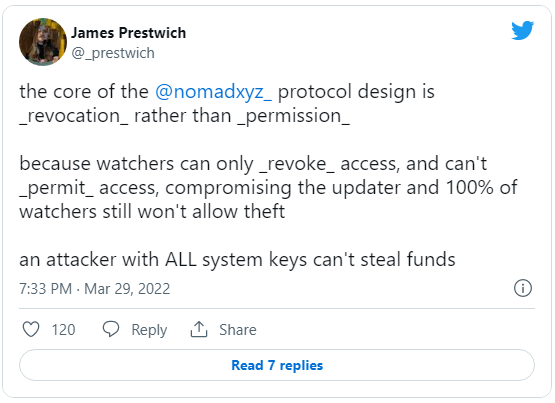 James Prestwich
@_prestwich
the core of the @nomadxyz_ protocol design is
_revocation_ rather than _permission_
because watchers can only _revoke_ access, and can't
_permit_ access, compromising the updater and 100% of
watchers still won't allow theft
an attacker with ALL system keys can't steal funds
7:33 PM · Mar 29, 2022
120 Reply Share
Read 7 replies